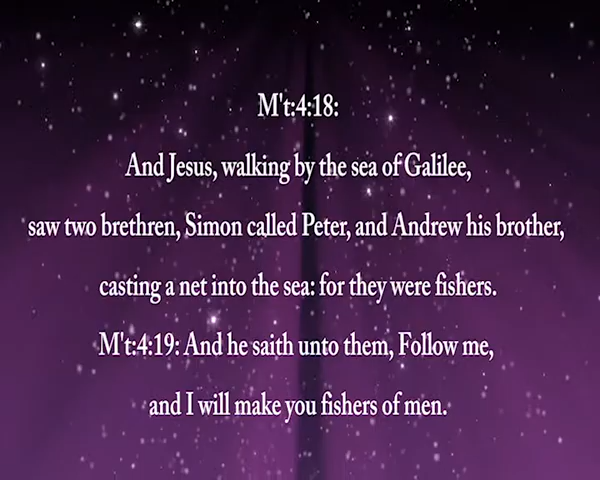 M't:4:18:
And Jesus, walking by the sea of Galilee,
saw two brethren, Simon called Peter, and Andrew his brother,
casting a net into the sea: for they were fishers.
M't:4:19: And he saith unto them, Follow me,
and I will make you fishers of men.